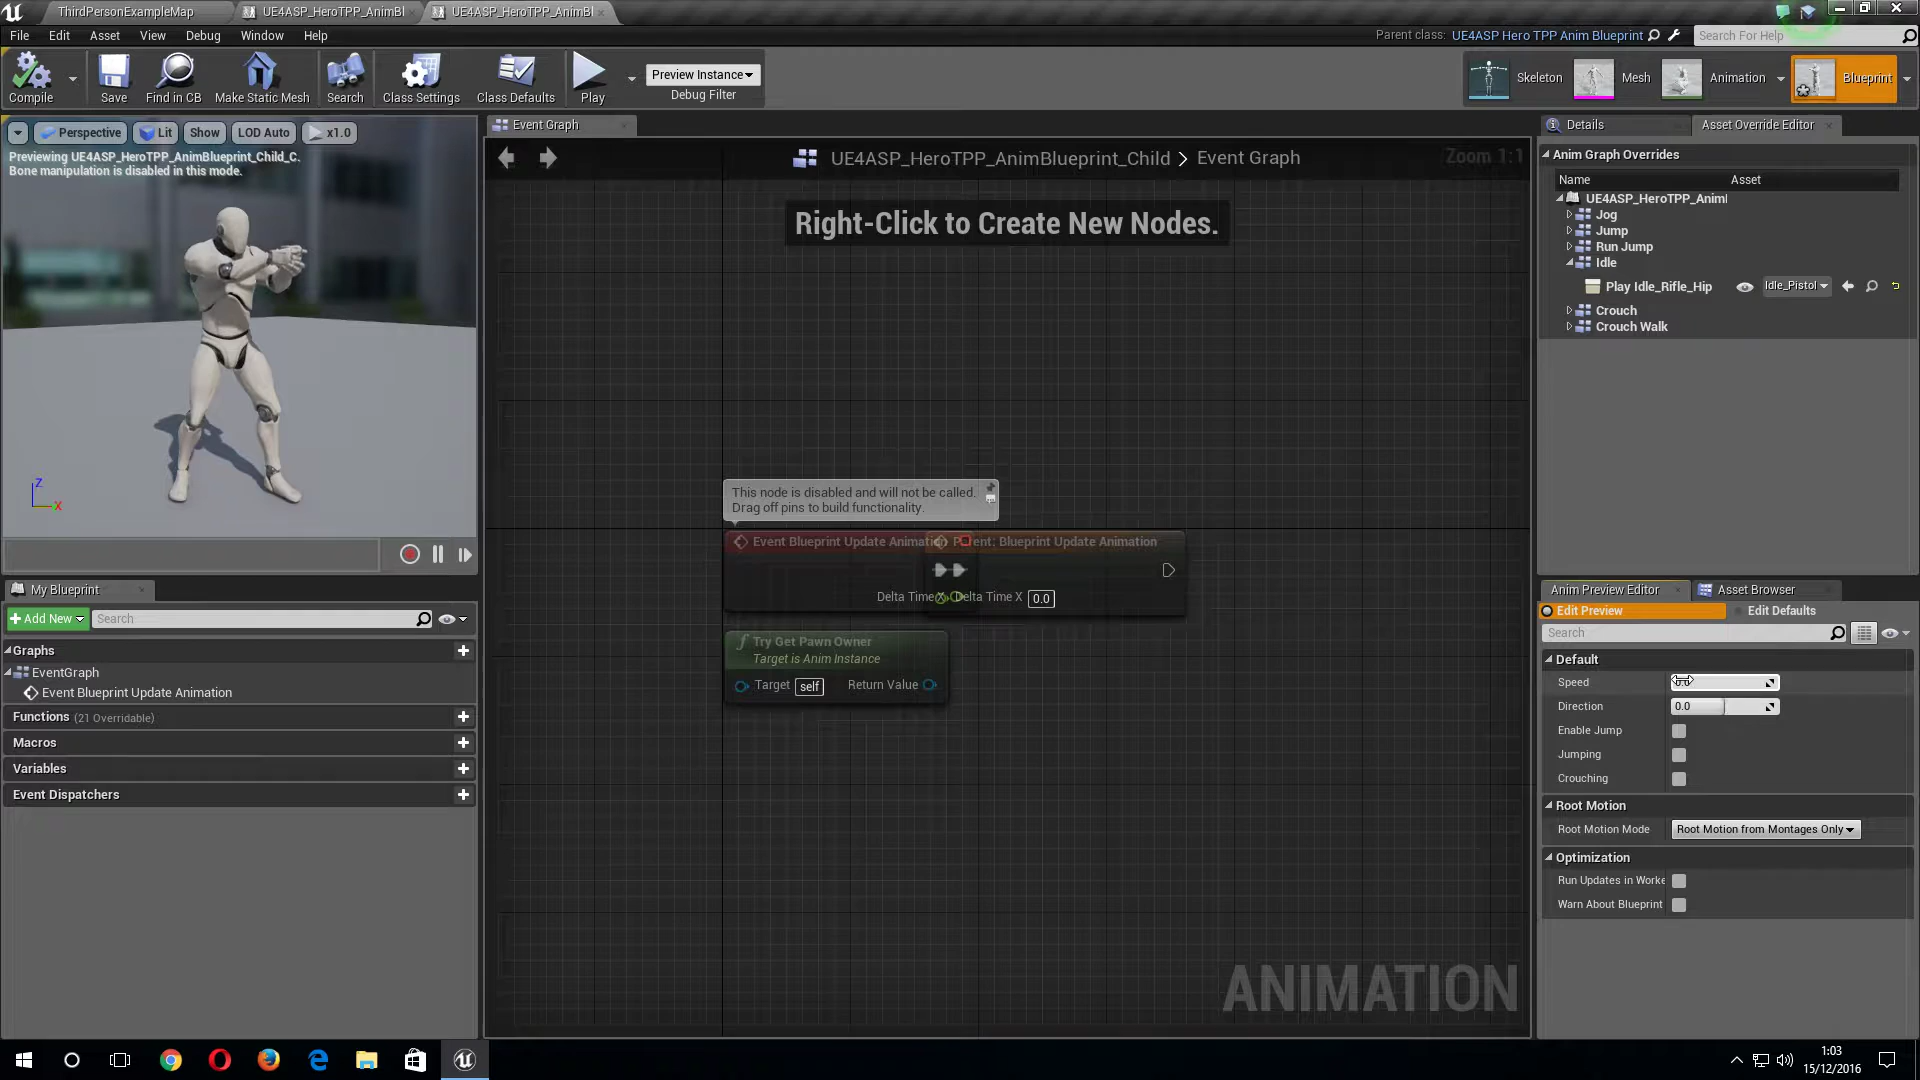 ThirdPersonExampleMap
UE4ASP_HeroTPP_AnimBl
UE4ASP_HeroTPP_AnimBl
File
Edit
Asset
View
Debug
Window
Help
Parent class:
UE4ASP Hero TPP Anim Blueprint
Search For Help
Compile
Save
Find in CB
Make Static Mesh
Search
Class Settings
Class Defaults
Play
Preview Instance
Debug Filter
Skeleton
Mesh
Animation
Blueprint
Perspective
Lit
Show
LOD Auto
x1.0
Previewing UE4ASP_HeroTPP_AnimBlueprint_Child_C.
Bone manipulation is disabled in this mode.
Z
X
My Blueprint
Add New
Search
Graphs
EventGraph
Event Blueprint Update Animation
Functions (21 Overridable)
Macros
Variables
Event Dispatchers
Event Graph
UE4ASP_HeroTPP_AnimBlueprint_Child > Event Graph
Zoom 1:1
Right-Click to Create New Nodes.
This node is disabled and will not be called.
Drag off pins to build functionality.
Event Blueprint Update Animation
Parent: Blueprint Update Animation
Delta Time X
Delta Time X 0.0
Try Get Pawn Owner
Target is Anim Instance
Target self
Return Value
ANIMATION
Details
Asset Override Editor
Anim Graph Overrides
Name
Asset
UE4ASP_HeroTPP_Anim
Jog
Jump
Run Jump
Idle
Play Idle_Rifle_Hip
Idle_Pistol
Crouch
Crouch Walk
Anim Preview Editor
Asset Browser
Edit Preview
Edit Defaults
Search
Default
Speed
Direction
0.0
Enable Jump
Jumping
Crouching
Root Motion
Root Motion Mode
Root Motion from Montages Only
Optimization
Run Updates in Worke
Warn About Blueprint
1:03
15/12/2016